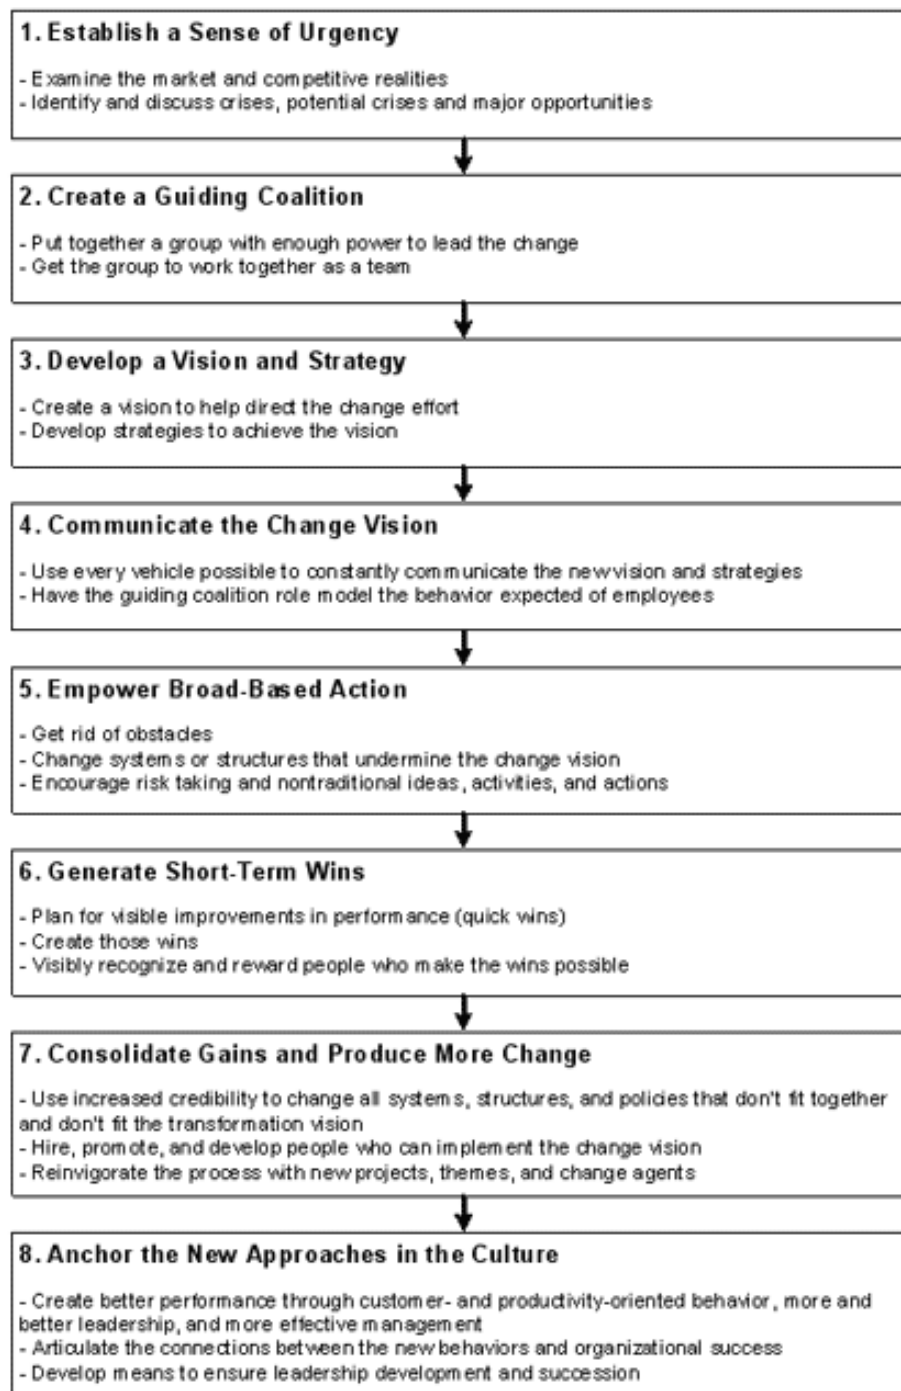 1. Establish a Sense of Urgency
- Examine the market and competitive realities
- Identify and discuss crises, potential crises and major opportunities
2. Create a Guiding Coalition
- Put together a group with enough power to lead the change
- Get the group to work together as a team
3. Develop a Vision and Strategy
- Create a vision to help direct the change effort
- Develop strategies to achieve the vision
4. Communicate the Change Vision
- Use every vehicle possible to constantly communicate the new vision and strategies
- Have the guiding coalition role model the behavior expected of employees
5. Empower Broad-Based Action
- Get rid of obstacles
- Change systems or structures that undermine the change vision
- Encourage risk taking and nontraditional ideas, activities, and actions
6. Generate Short-Term Wins
- Plan for visible improvements in performance (quick wins)
- Create those wins
- Visibly recognize and reward people who make the wins possible
7. Consolidate Gains and Produce More Change
- Use increased credibility to change all systems, structures, and policies that don't fit together
and don't fit the transformation vision
- Hire, promote, and develop people who can implement the change vision
- Reinvigorate the process with new projects, themes, and change agents
8. Anchor the New Approaches in the Culture
- Create better performance through customer- and productivity-oriented behavior, more and
better leadership, and more effective management
- Articulate the connections between the new behaviors and organizational success
- Develop means to ensure leadership development and succession